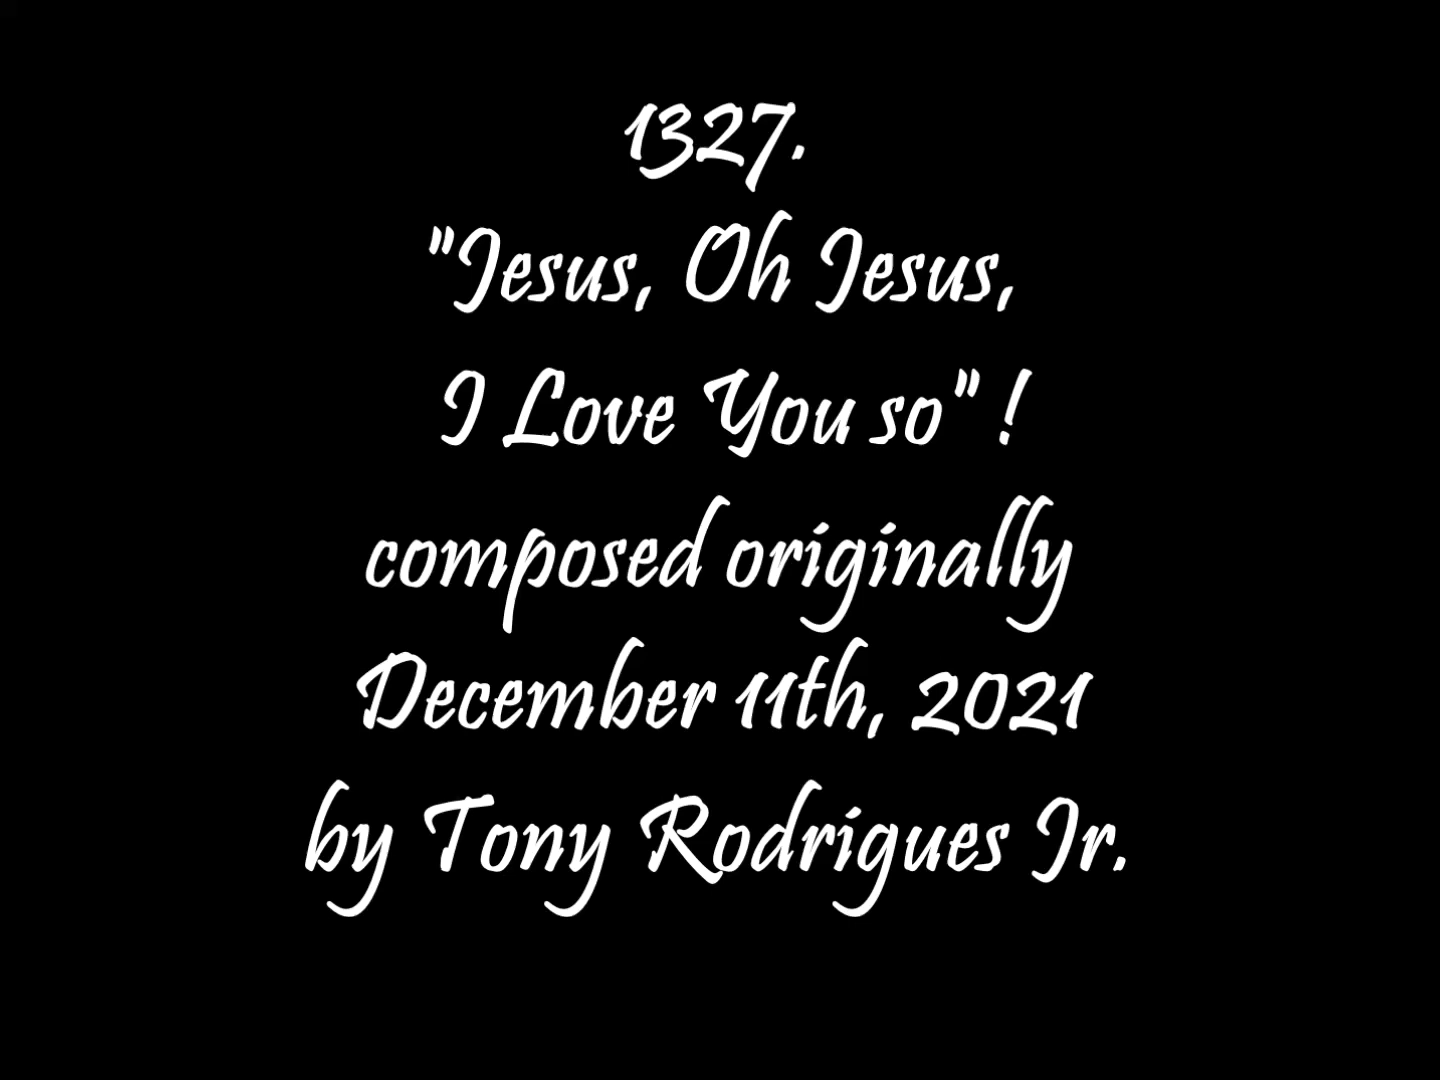 1327.
"Jesus, Oh Jesus,
I Love You so" !
composed originally
December 11th, 2021
by Tony Rodrigues Jr.